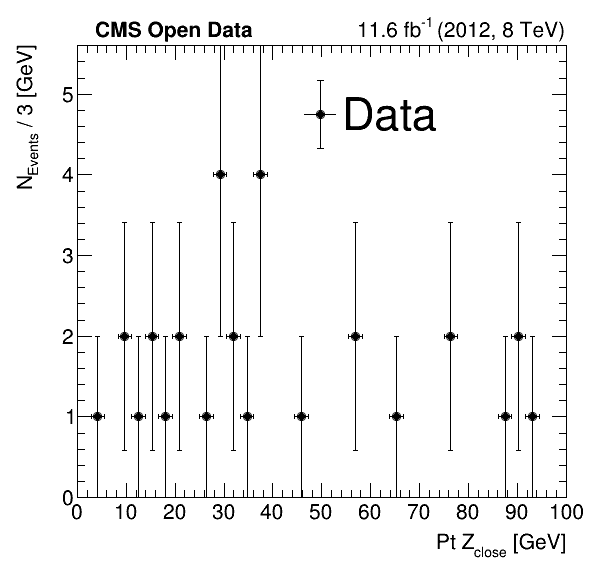 CMS Open Data
11.6 fb-1 (2012, 8 TeV)
NEvents / 3 [GeV]
Data
5
4
3
2
1
0
0 10 20 30 40 50 60 70 80 90 100
Pt Zclose [GeV]